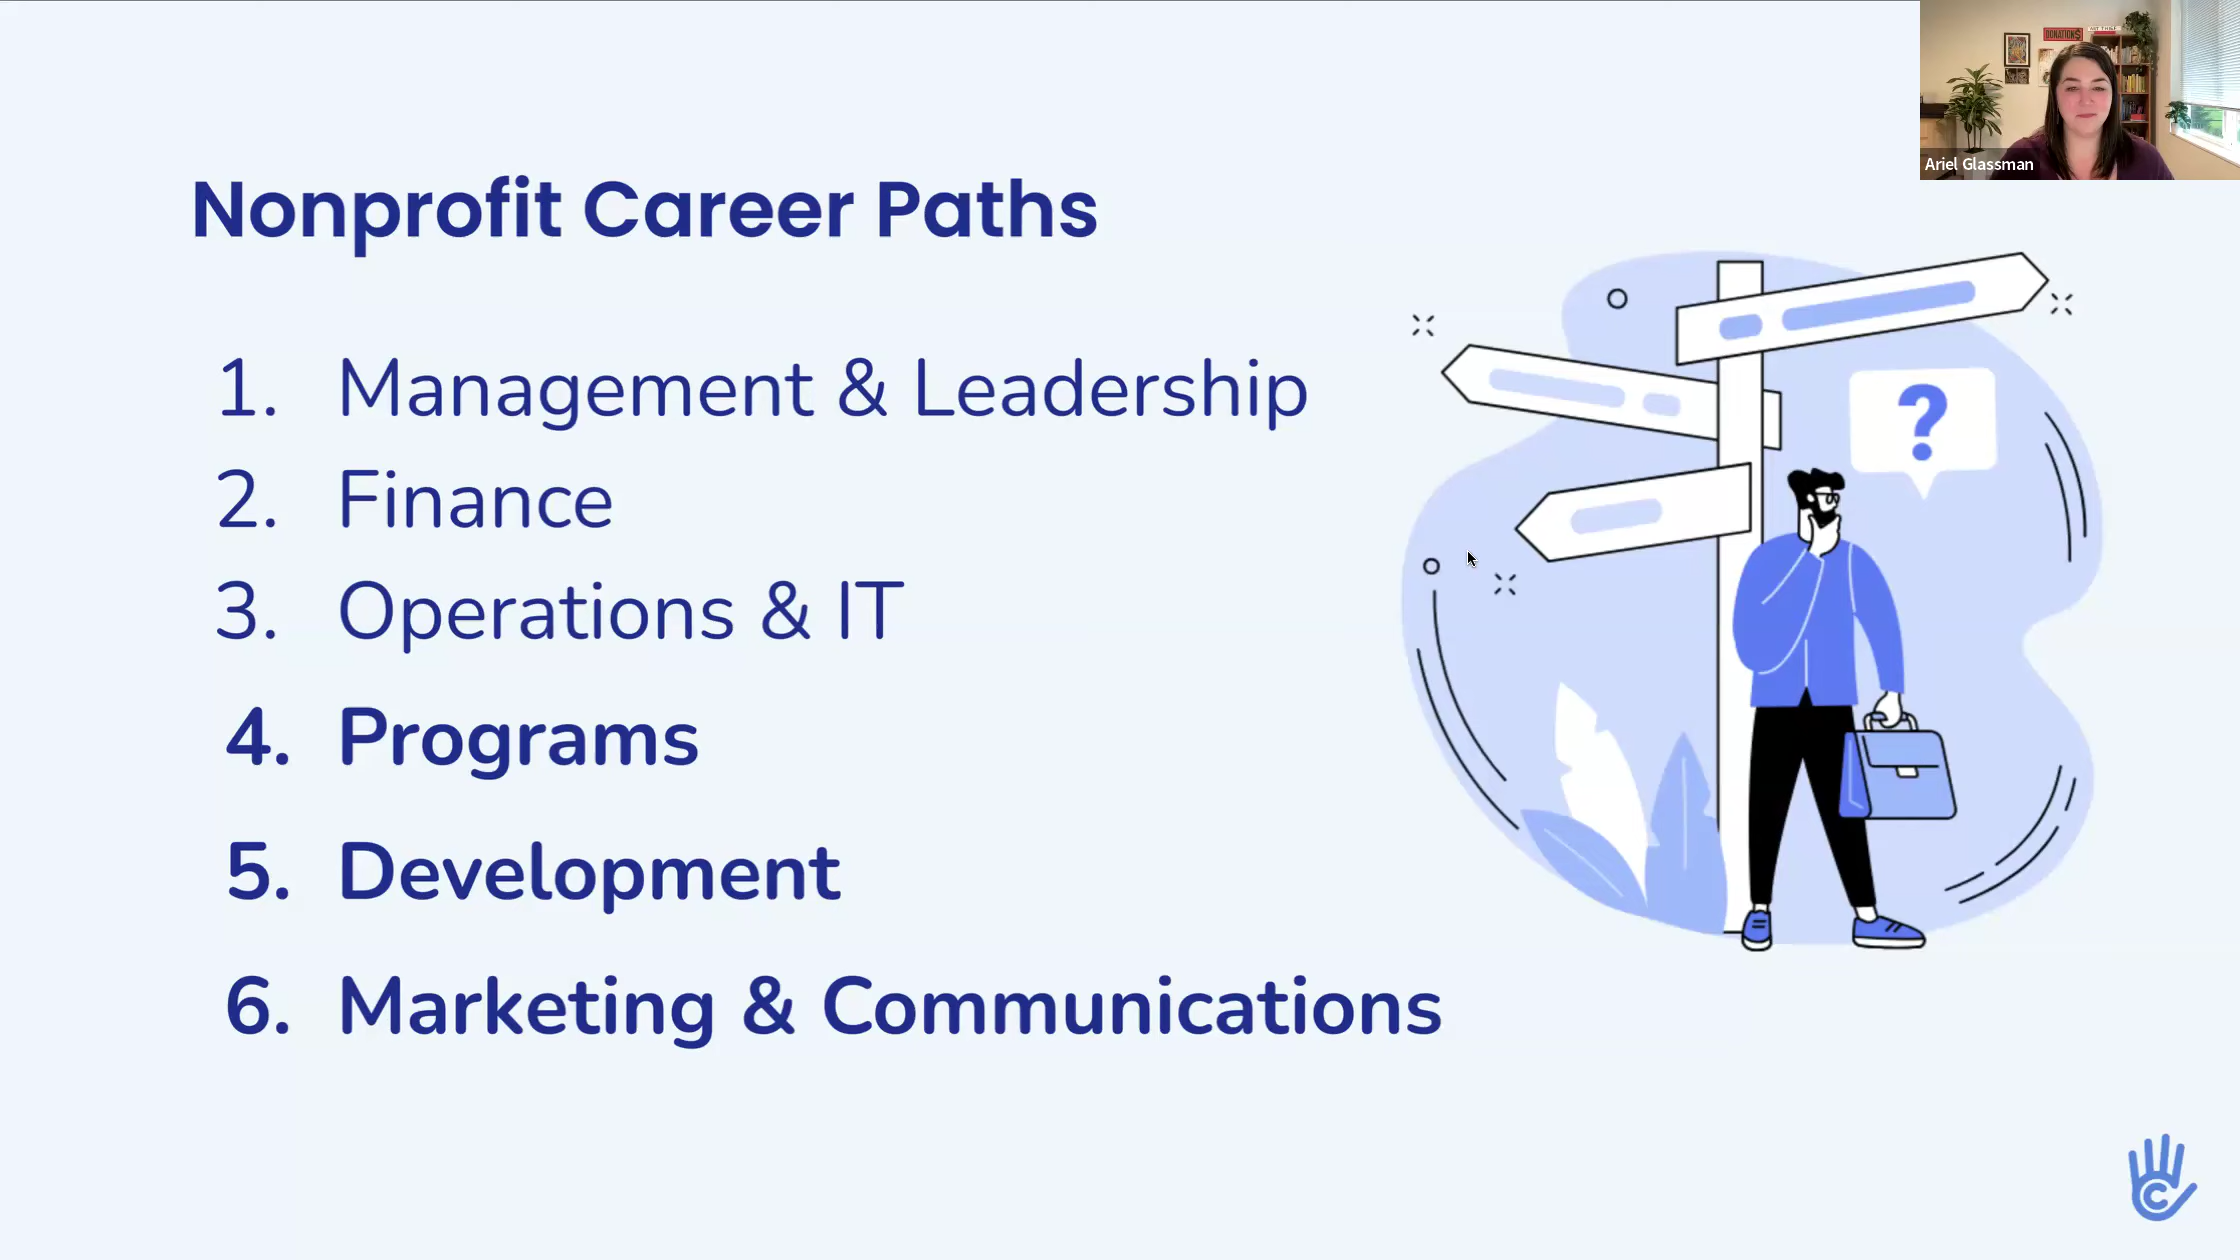 DONATION$
Ariel Glassman
Nonprofit Career Paths
1. Management & Leadership
2. Finance
3. Operations & IT
4. Programs
5. Development
6. Marketing & Communications
?
C